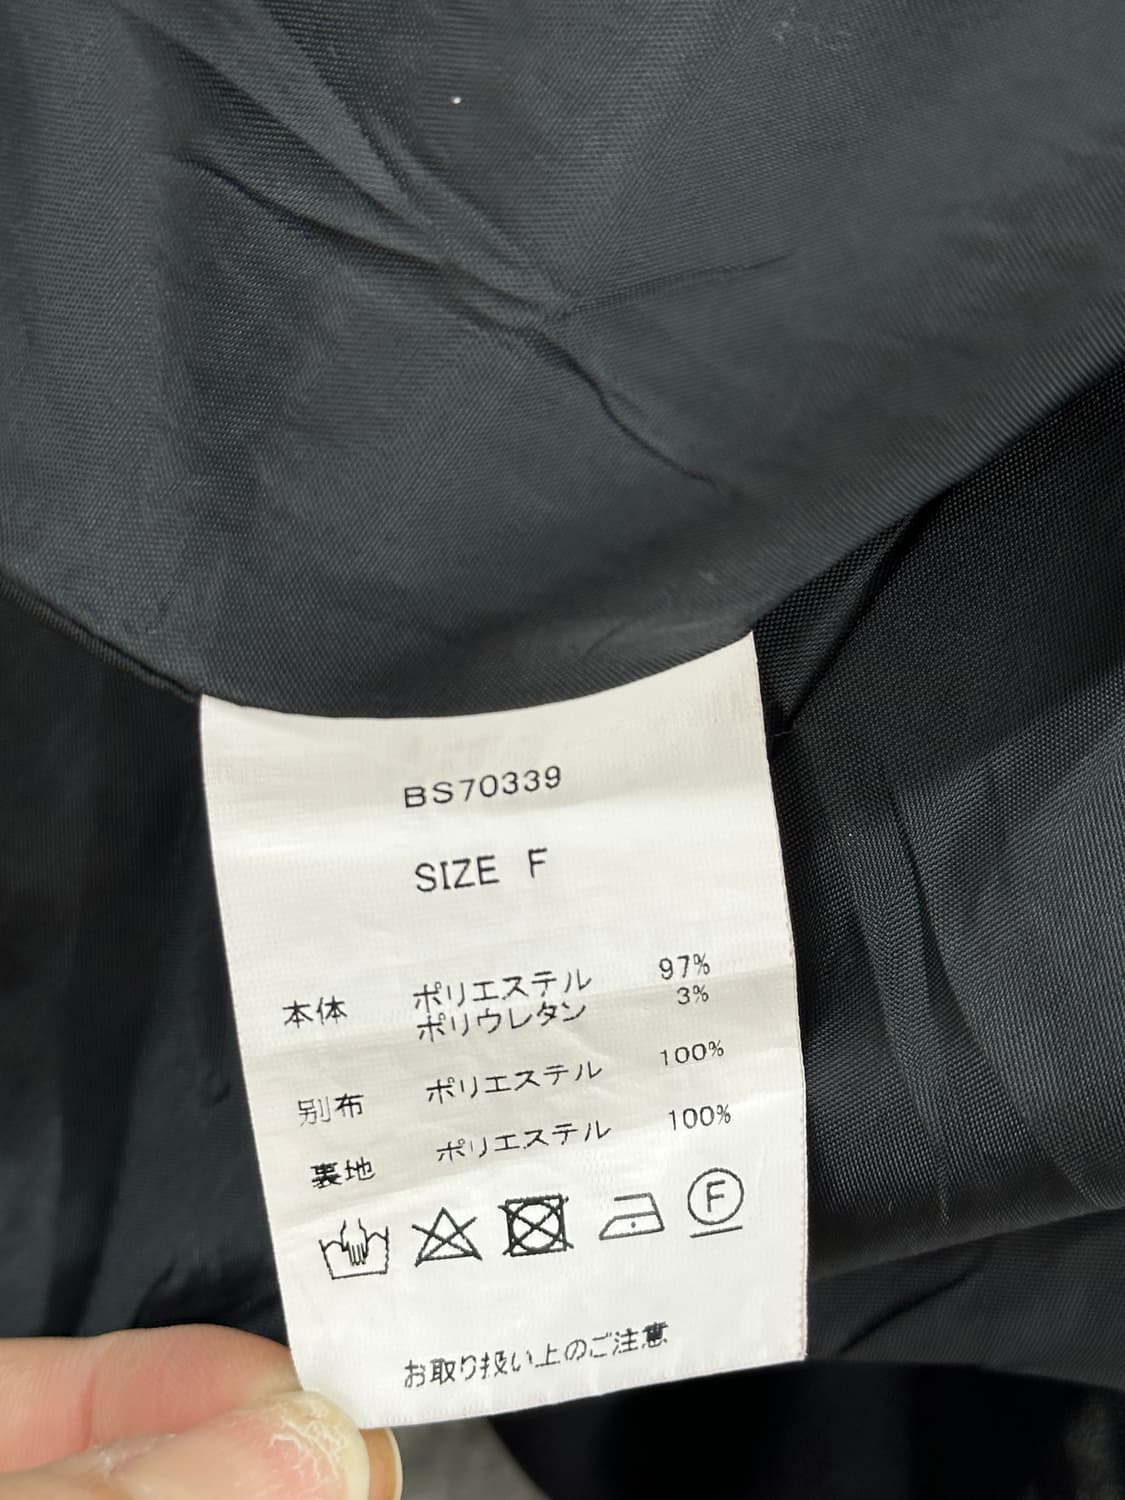 BS70339
SIZE F
本体 ポリエステル 97%
ポリウレタン 3%
別布 ポリエステル 100%
裏地 ポリエステル 100%
F
お取り扱い上のご注意